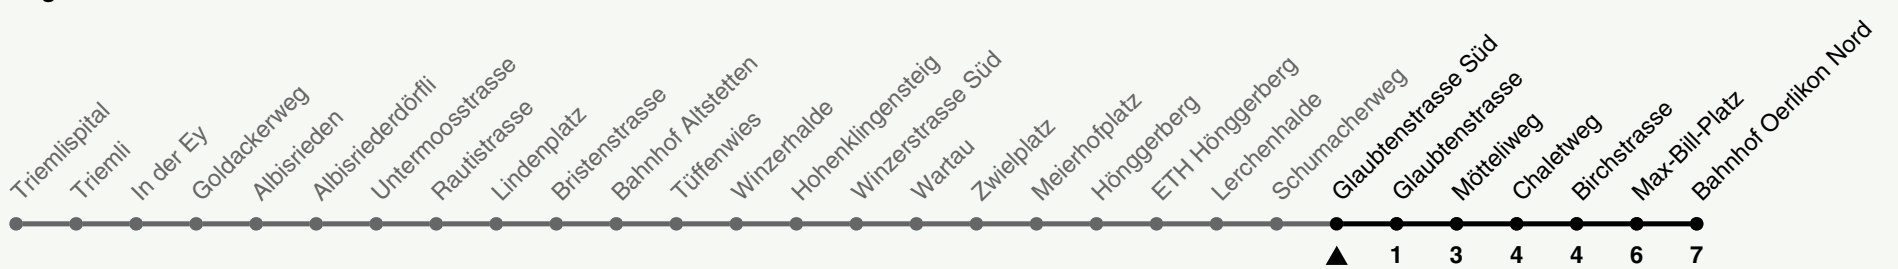 Triemlispital
Triemli
In der Ey
Goldackerweg
Albisrieden
Albisriederdörfli
Untermoosstrasse
Rautistrasse
Lindenplatz
Bristenstrasse
Bahnhof Altstetten
Tüffenwies
Winzerhalde
Hohenklingensteig
Winzerstrasse Süd
Wartau
Zwielplatz
Meierhofplatz
Hönggerberg
ETH Hönggerberg
Lerchenhalde
Schumacherweg
Glaubtenstrasse Süd
Glaubtenstrasse
Mötteliweg
Chaletweg
Birchstrasse
Max-Bill-Platz
Bahnhof Oerlikon Nord
1 3 4 4 6 7